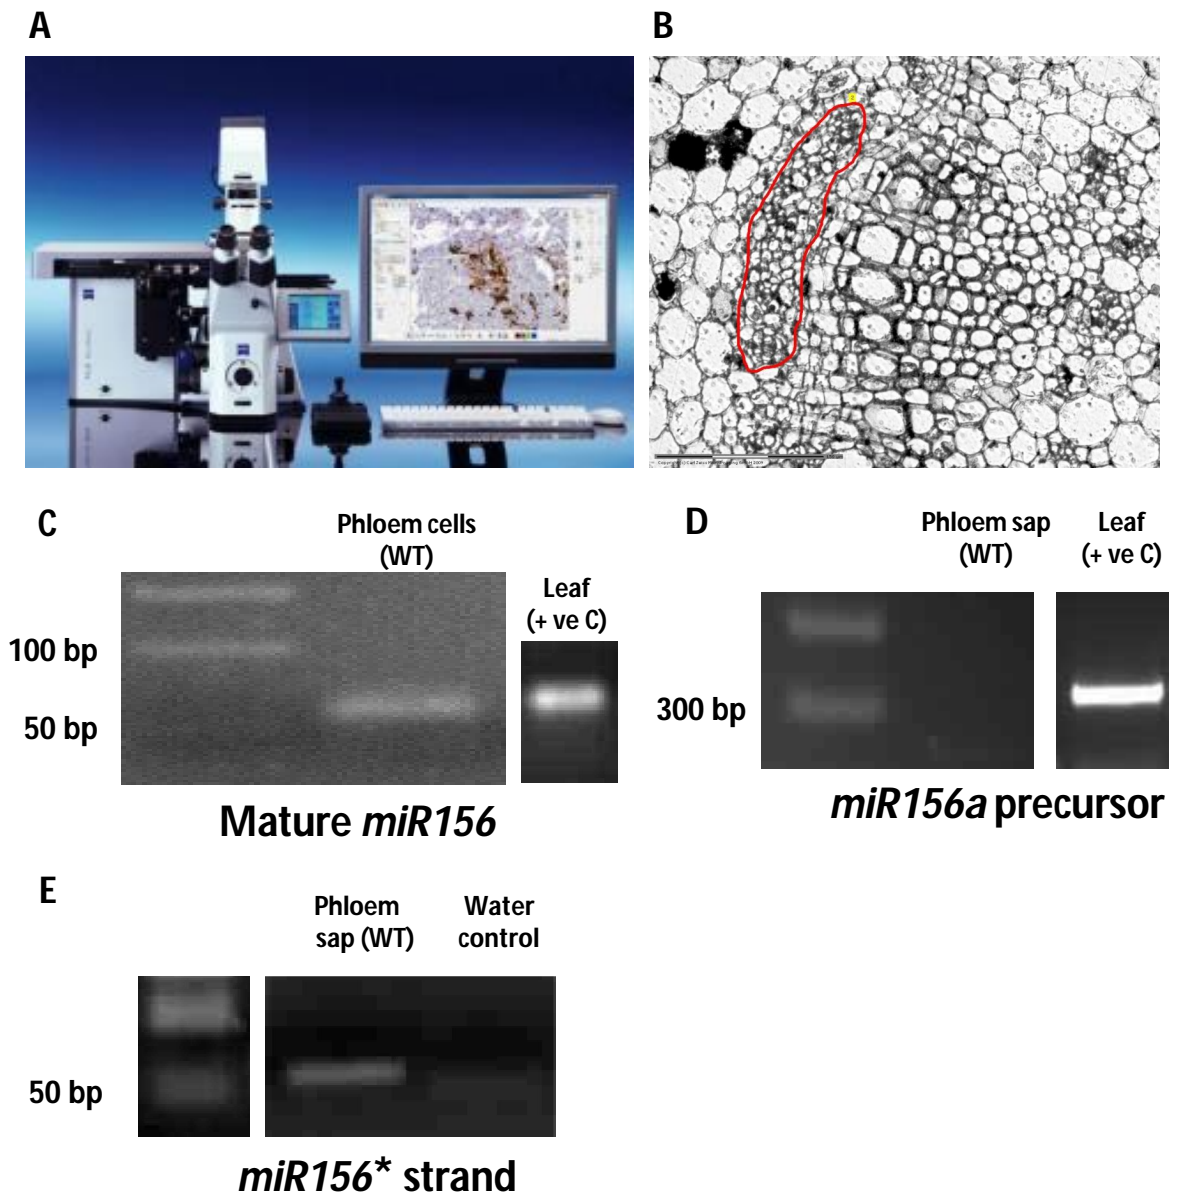 A
B
C
Phloem cells
(WT)
Leaf
(+ ve C)
100 bp
50 bp
Mature miR156
D
Phloem sap
(WT)
Leaf
(+ ve C)
300 bp
miR156a precursor
E
Phloem
sap (WT)
Water
control
50 bp
miR156* strand